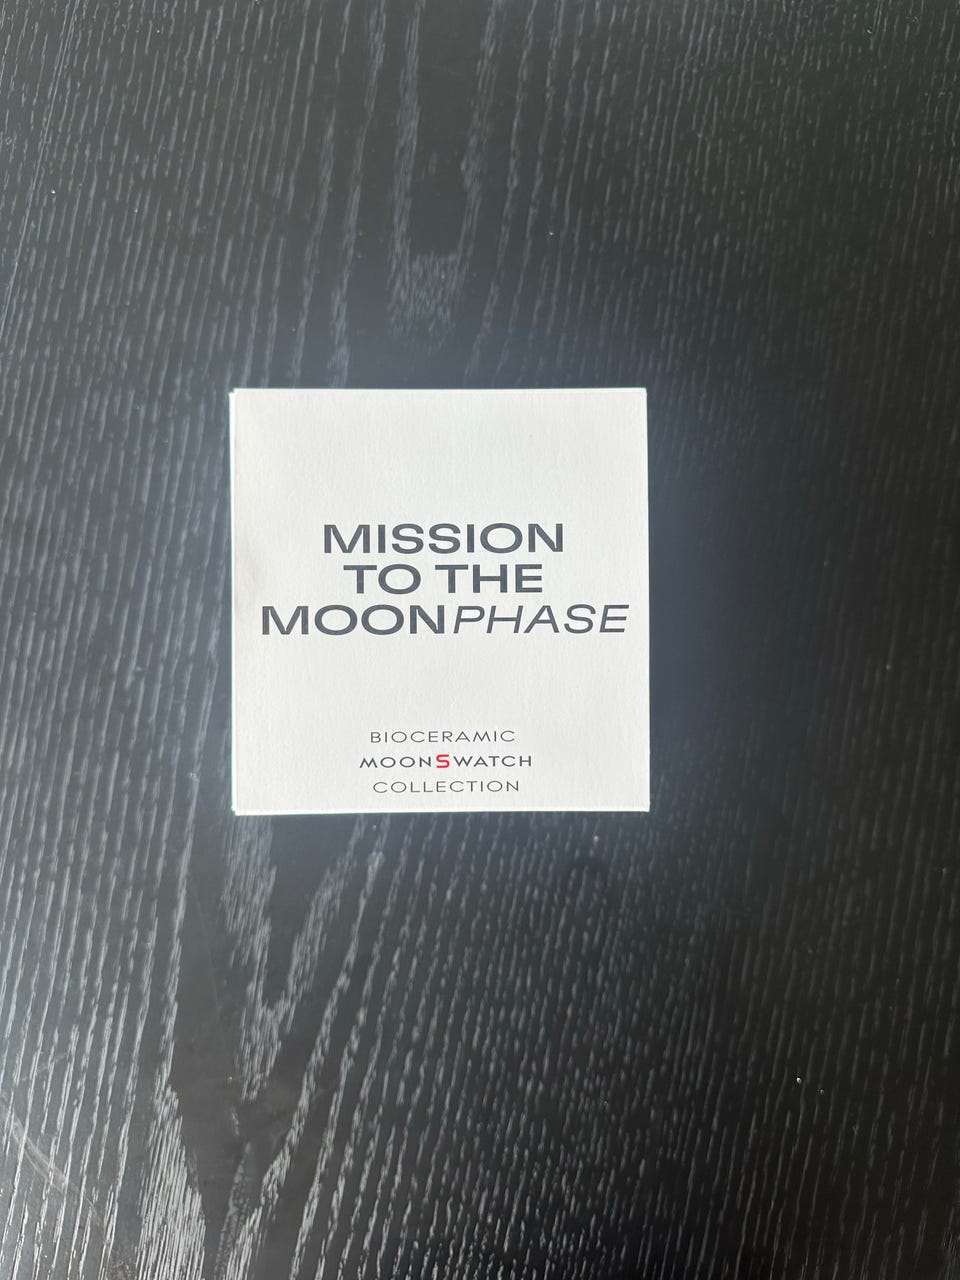 MISSION
TO THE
MOONPHASE
BIOCERAMIC
MOONSWATCH
COLLECTION